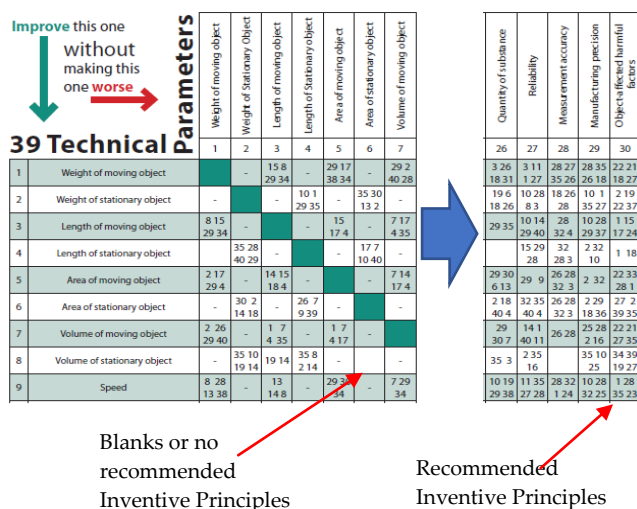 Improve this one
without
making this
one worse
39 Technical
Parameters
Weight of moving object
Weight of Stationary Object
Length of moving object
Length of Stationary object
Area of moving object
Area of stationary object
Volume of moving object
Quantity of substance
Reliability
Measurement accuracy
Manufacturing precision
Object-affected harmful
factors
1 2 3 4 5 6 7 26 27 28 29 30
1 Weight of moving object - 15 8 - 29 17 - 29 2 3 26 3 11 28 27 28 35 22 21
29 34 38 34 40 28 18 31 1 27 35 26 26 18 18 27
2 Weight of stationary object - - 10 1 - 35 30 - 19 6 10 28 18 26 10 1 2 19
29 35 13 2 18 26 8 3 28 35 27 22 37
3 Length of moving object 8 15 - - 15 - 7 17 29 35 10 14 28 10 28 1 15
29 34 17 4 4 35 29 40 32 4 29 37 17 24
4 Length of stationary object 35 28 - - 17 7 - 15 29 32 2 32 1 18
40 29 10 40 28 28 3 10
5 Area of moving object 2 17 - 14 15 - - 7 14 29 30 29 9 26 28 2 32 22 33
29 4 18 4 17 4 6 13 32 3 28 1
6 Area of stationary object - 30 2 - 26 7 - - 2 18 32 35 26 28 2 29 27 2
14 18 9 39 40 4 40 4 32 3 18 36 39 35
7 Volume of moving object 2 26 - 1 7 - 1 7 - 29 14 1 26 28 25 28 22 21
29 40 4 35 4 17 30 7 40 11 2 16 27 35
8 Volume of stationary object - 35 10 19 14 35 8 - - - 35 3 2 35 - 35 10 34 39
19 14 2 14 16 25 19 27
9 Speed 8 28 - 13 - 29 - 7 29 10 19 11 35 28 32 10 28 1 28
13 38 14 8 34 34 29 38 27 28 1 24 32 25 35 23
Blanks or no
recommended
Inventive Principles
Recommended
Inventive Principles